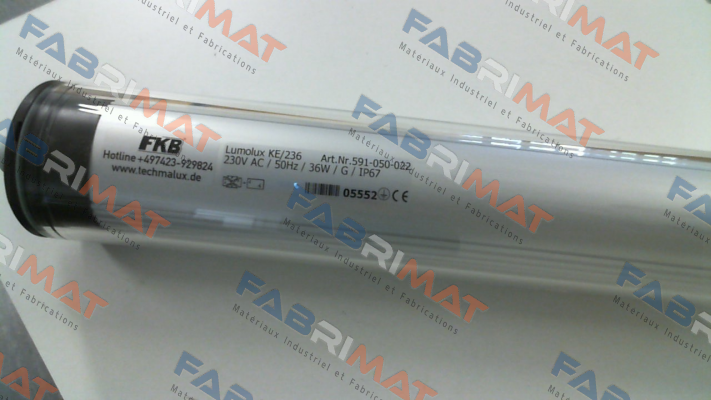 FKB
Hotline +497423-929824
www.techmalux.de
Lumolux KE/236 Art.Nr.591-050-022
230V AC / 50Hz / 36W / G / IP67
05552 CE
FABRIMAT
Materiaux Industriel et Fabrications